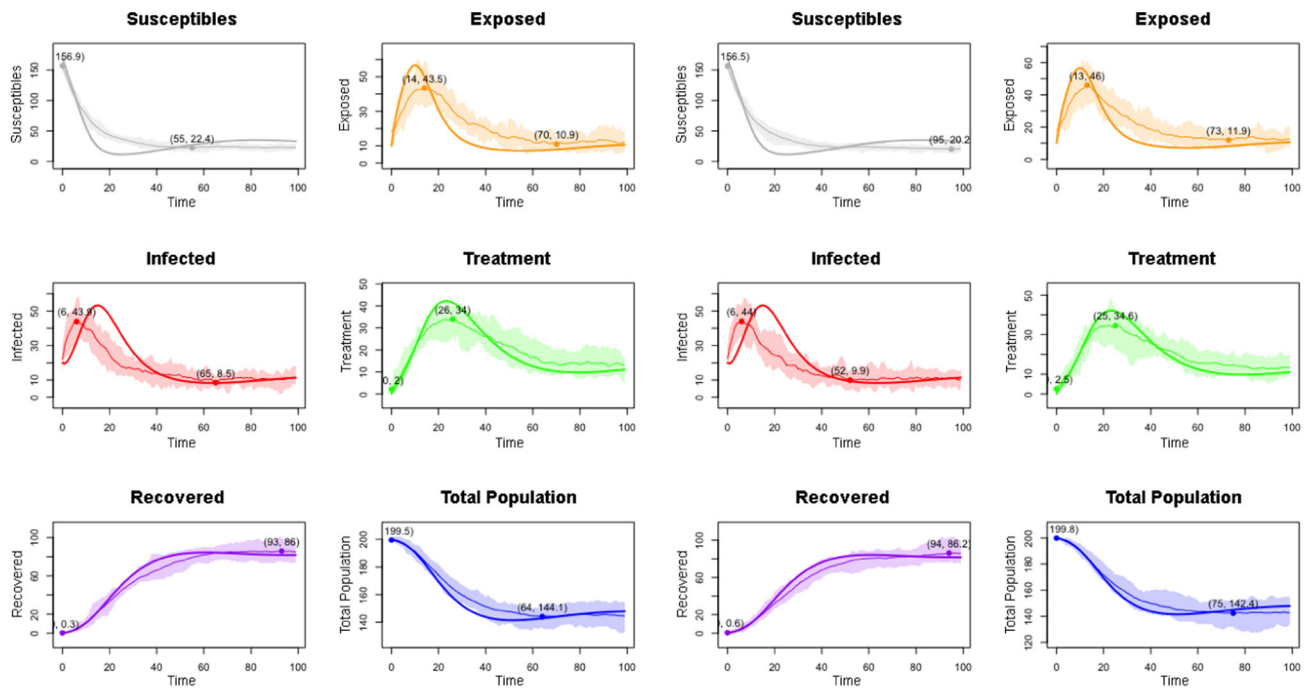 Susceptibles
Exposed
Susceptibles
Exposed
156.9)
(55, 22.4)
Susceptibles
0
50
100
150
0 20 40 60 80 100
Time
(14, 43.5)
(70, 10.9)
Exposed
0
10
30
50
0 20 40 60 80 100
Time
156.5)
(95, 20.2
Susceptibles
0
50
100
150
0 20 40 60 80 100
Time
(13, 46)
(73, 11.9)
Exposed
0
20
40
60
0 20 40 60 80 100
Time
Infected
Treatment
Infected
Treatment
(6, 43.9)
(65, 8.5)
Infected
0
10
30
50
0 20 40 60 80 100
Time
(26, 34)
0, 2)
Treatment
0
10
20
30
40
50
0 20 40 60 80 100
Time
(6, 44)
(52, 9.9)
Infected
0
10
30
50
0 20 40 60 80 100
Time
(25, 34.6)
, 2.5)
Treatment
0
10
30
50
0 20 40 60 80 100
Time
Recovered
Total Population
Recovered
Total Population
(93, 86)
), 0.3)
Recovered
0
20
60
100
0 20 40 60 80 100
Time
199.5)
(64, 144.1)
Total Population
140
160
180
200
0 20 40 60 80 100
Time
(94, 86.2)
), 0.6)
Recovered
0
20
60
100
0 20 40 60 80 100
Time
199.8)
(75, 142.4)
Total Population
120
140
160
180
200
0 20 40 60 80 100
Time